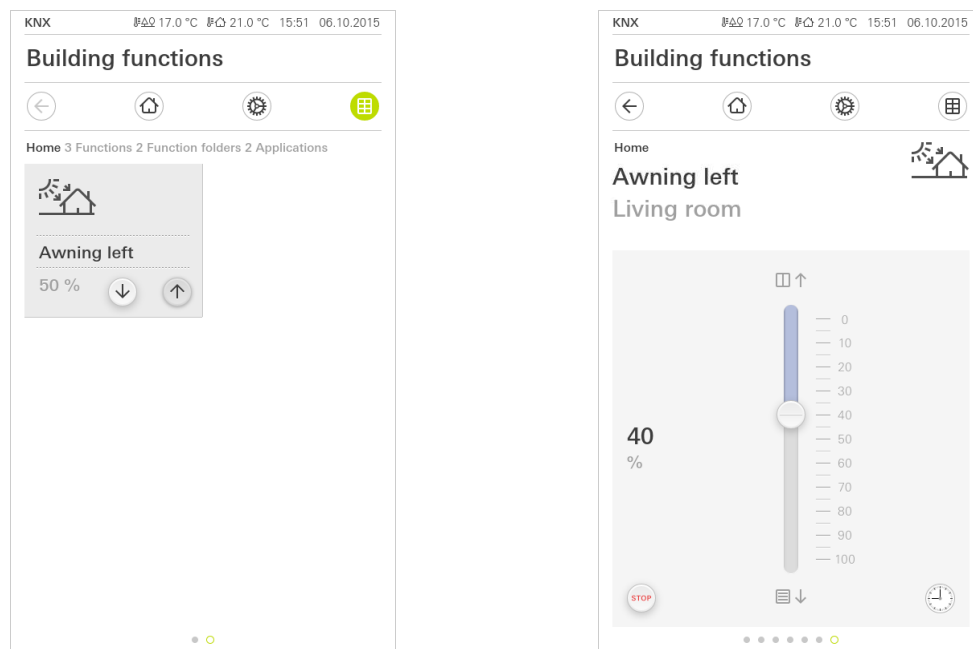 KNX 17.0 °C 21.0 °C 15:51 06.10.2015
Building functions
Home 3 Functions 2 Function folders 2 Applications
Awning left
50 %
KNX 17.0 °C 21.0 °C 15:51 06.10.2015
Building functions
Home
Awning left
Living room
0
10
20
30
40
40
50
%
60
70
80
90
100
STOP